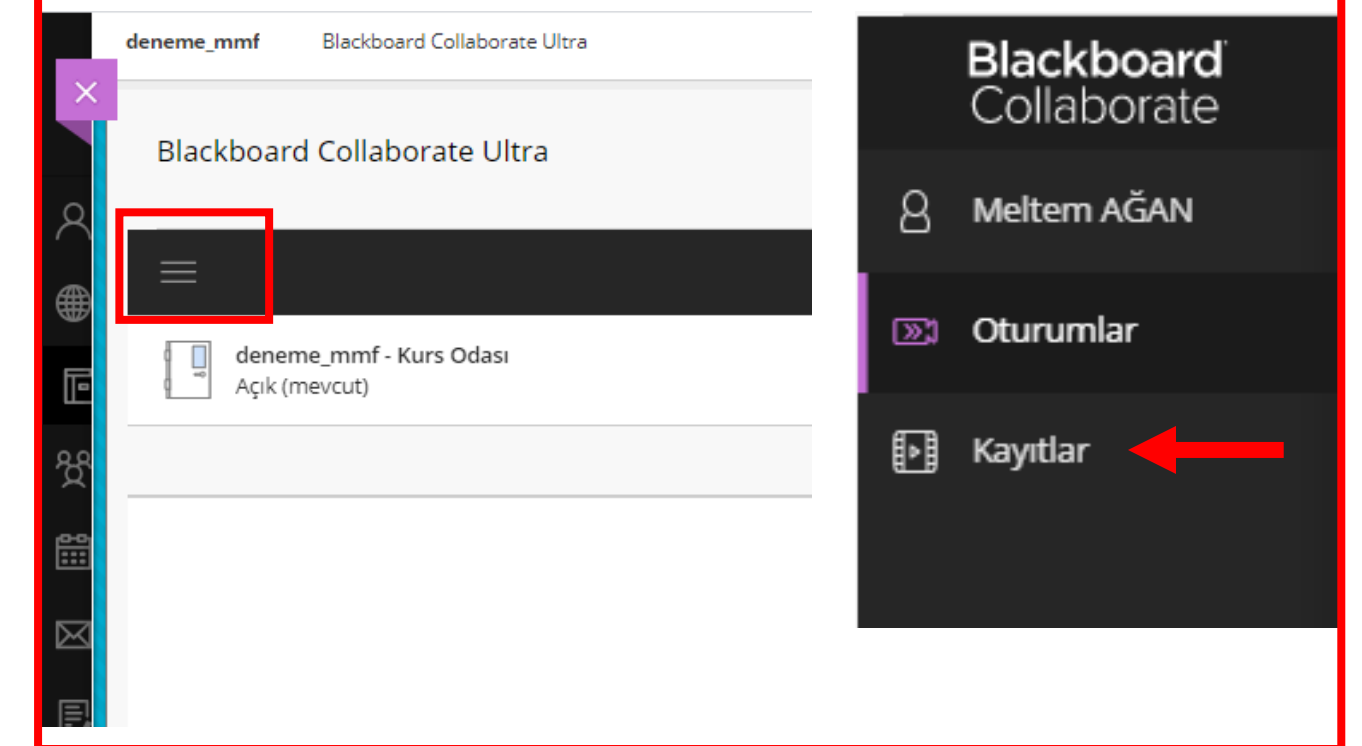 deneme_mmf Blackboard Collaborate Ultra
Blackboard Collaborate Ultra
deneme_mmf - Kurs Odası
Açık (mevcut)
Blackboard
Collaborate
Meltem AĞAN
Oturumlar
Kayıtlar